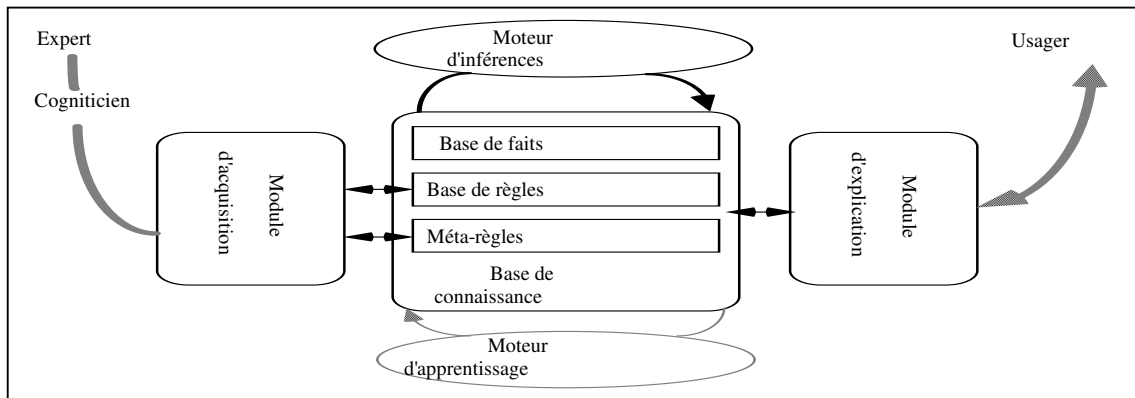 Expert
Cogniticien
Moteur
d'inférences
Usager
Module
d'acquisition
Base de faits
Base de règles
Méta-règles
Base de
connaissance
Module
d'explication
Moteur
d'apprentissage